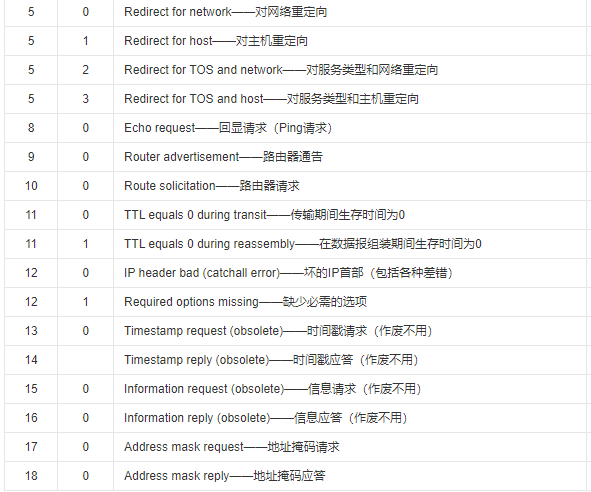 5 0 Redirect for network——对网络重定向
5 1 Redirect for host——对主机重定向
5 2 Redirect for TOS and network——对服务类型和网络重定向
5 3 Redirect for TOS and host——对服务类型和主机重定向
8 0 Echo request——回显请求（Ping请求）
9 0 Router advertisement——路由器通告
10 0 Route solicitation——路由器请求
11 0 TTL equals 0 during transit——传输期间生存时间为0
11 1 TTL equals 0 during reassembly——在数据报组装期间生存时间为0
12 0 IP header bad (catchall error)——坏的IP首部（包括各种差错）
12 1 Required options missing——缺少必需的选项
13 0 Timestamp request (obsolete)——时间戳请求（作废不用）
14 Timestamp reply (obsolete)——时间戳应答（作废不用）
15 0 Information request (obsolete)——信息请求（作废不用）
16 0 Information reply (obsolete)——信息应答（作废不用）
17 0 Address mask request——地址掩码请求
18 0 Address mask reply——地址掩码应答